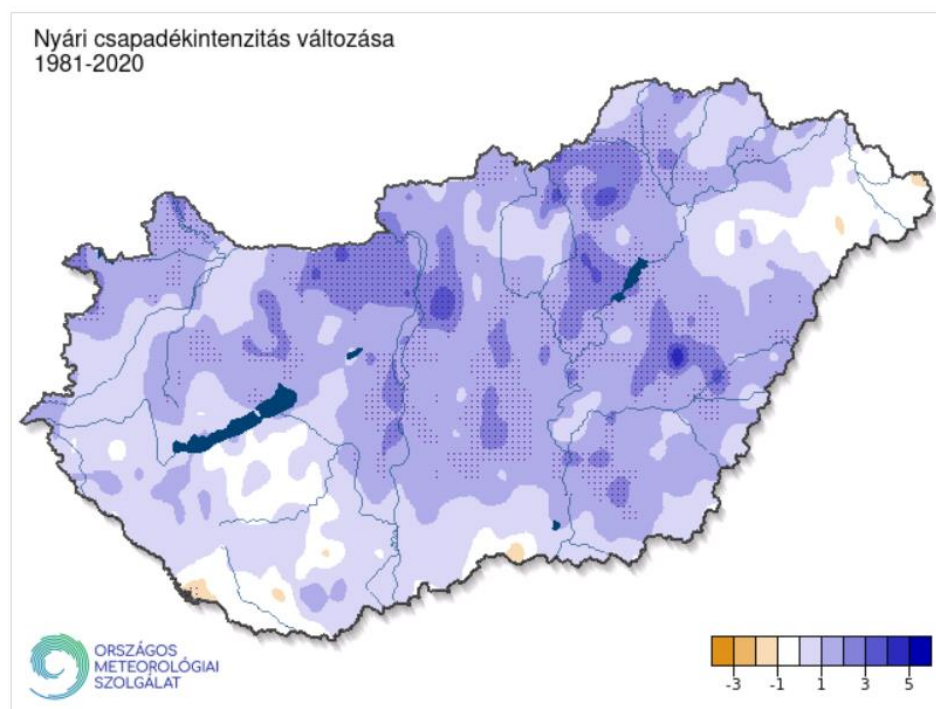 Nyári csapadékintenzitás változása
1981-2020
ORSZÁGOS
METEOROLÓGIAI
SZOLGÁLAT
-3 -1 1 3 5